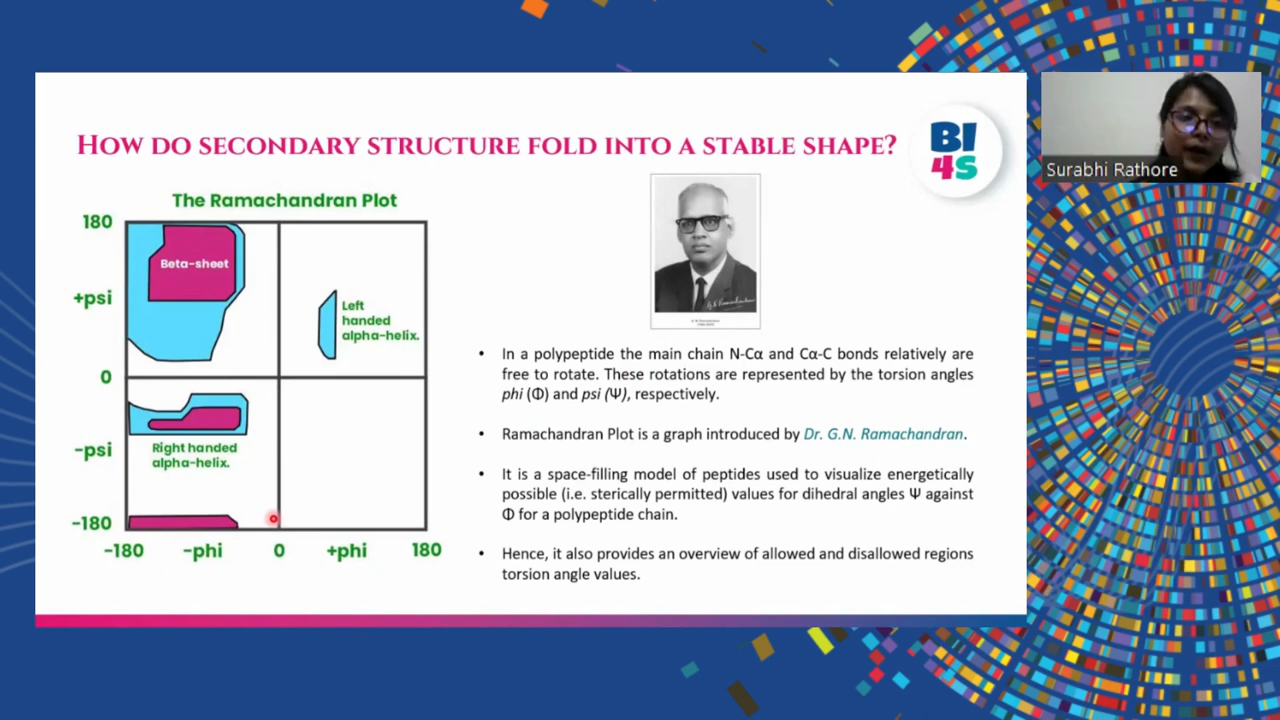 HOW DO SECONDARY STRUCTURE FOLD INTO A STABLE SHAPE?
BI
4S
Surabhi Rathore
The Ramachandran Plot
180
+psi
0
-psi
-180
Beta-sheet
Left
handed
alpha-helix.
Right handed
alpha-helix.
-180
-phi
0
+phi
180
• In a polypeptide the main chain N-Cα and Cα-C bonds relatively are
free to rotate. These rotations are represented by the torsion angles
phi (Φ) and psi (Ψ), respectively.
• Ramachandran Plot is a graph introduced by Dr. G.N. Ramachandran.
• It is a space-filling model of peptides used to visualize energetically
possible (i.e. sterically permitted) values for dihedral angles Ψ against
Φ for a polypeptide chain.
• Hence, it also provides an overview of allowed and disallowed regions
torsion angle values.